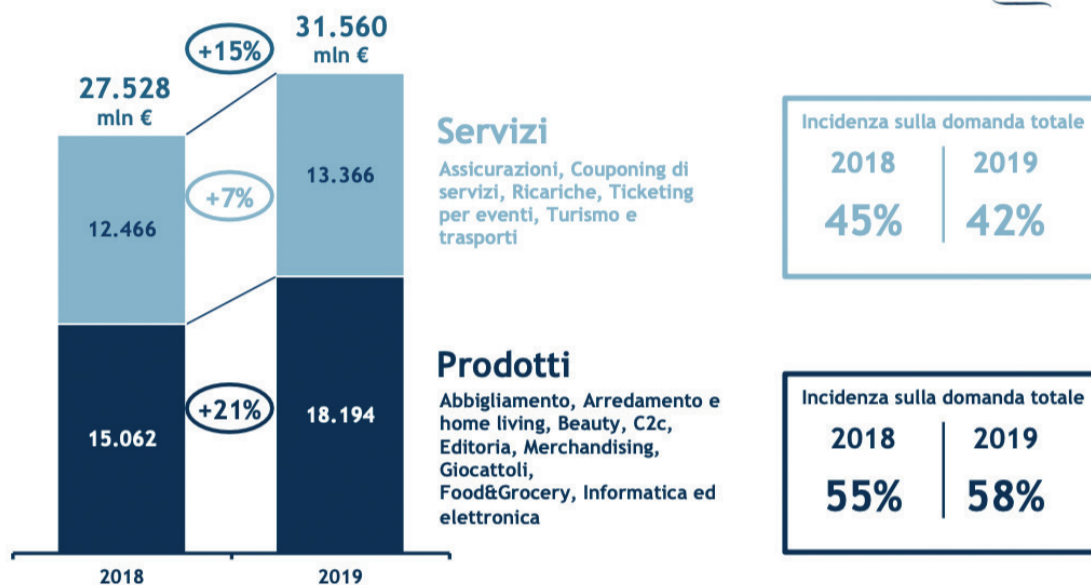 31.560
mln €
+15%
27.528
mln €
+7%
13.366
12.466
+21%
18.194
15.062
2018
2019
Servizi
Assicurazioni, Couponing di
servizi, Ricariche, Ticketing
per eventi, Turismo e
trasporti
Incidenza sulla domanda totale
2018
2019
45%
42%
Prodotti
Abbigliamento, Arredamento e
home living, Beauty, C2c,
Editoria, Merchandising,
Giocattoli,
Food&Grocery, Informatica ed
elettronica
Incidenza sulla domanda totale
2018
2019
55%
58%